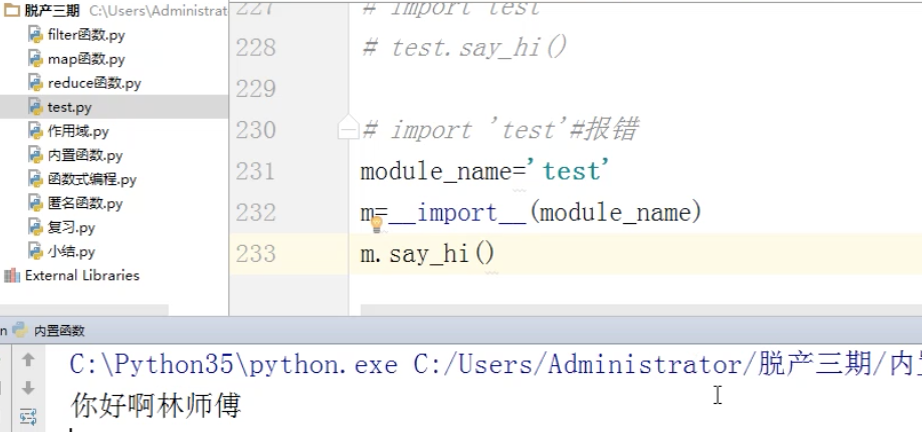 脱产三期 C:\Users\Administrat
filter函数.py
map函数.py
reduce函数.py
test.py
作用域.py
内置函数.py
函数式编程.py
匿名函数.py
复习.py
小结.py
External Libraries
227 # import test
228 # test.say_hi()
229
230 # import 'test'#报错
231 module_name='test'
232 m=__import__(module_name)
233 m.say_hi()
n 内置函数
C:\Python35\python.exe C:/Users/Administrator/脱产三期/内
你好啊林师傅